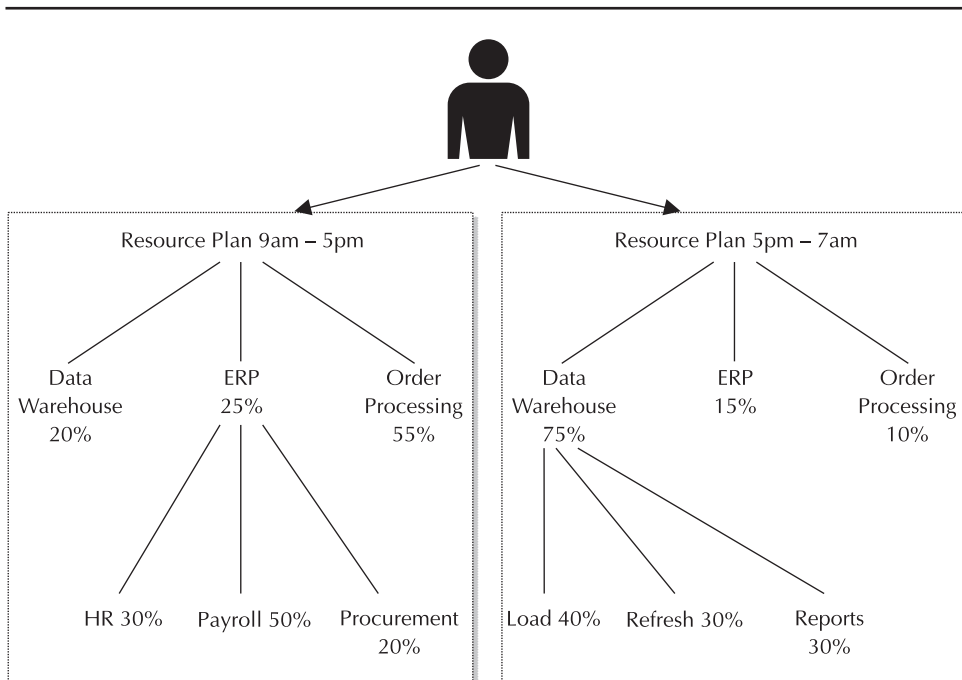 Resource Plan 9am – 5pm
Data
Warehouse
20%
ERP
25%
Order
Processing
55%
HR 30%
Payroll 50%
Procurement
20%
Resource Plan 5pm – 7am
Data
Warehouse
75%
ERP
15%
Order
Processing
10%
Load 40%
Refresh 30%
Reports
30%